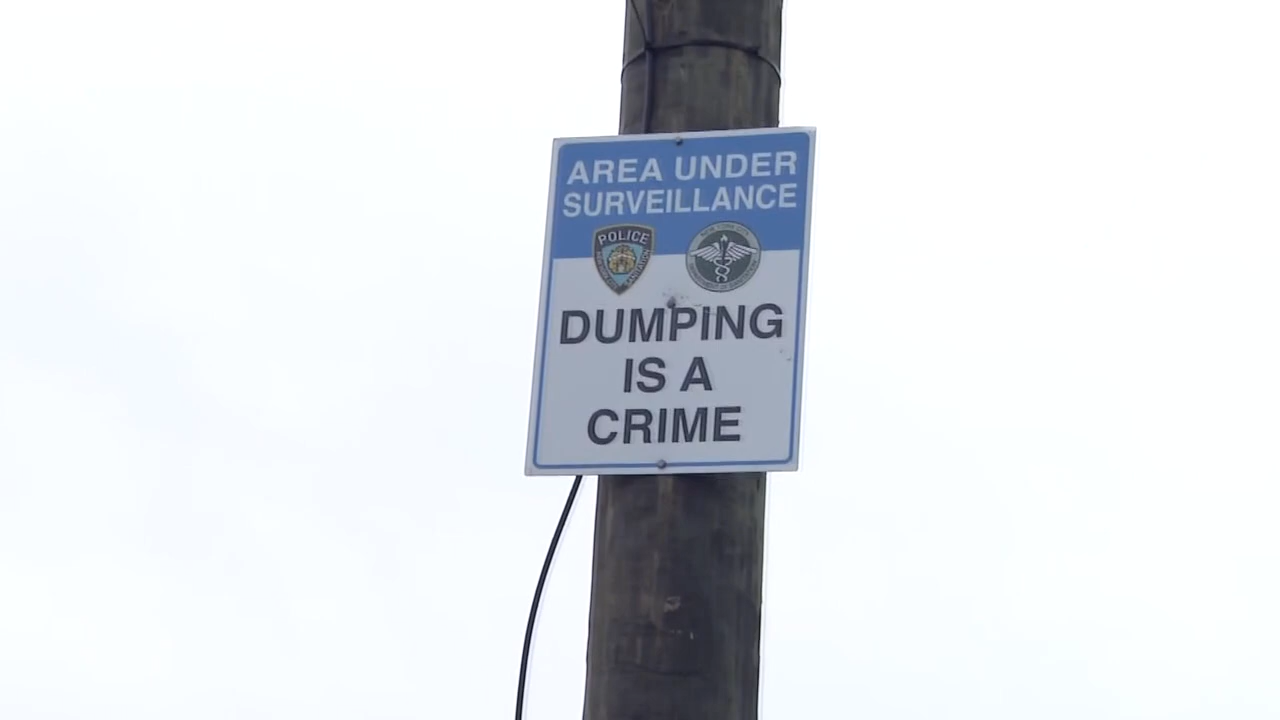 AREA UNDER
SURVEILLANCE
POLICE
DUMPING
IS A
CRIME